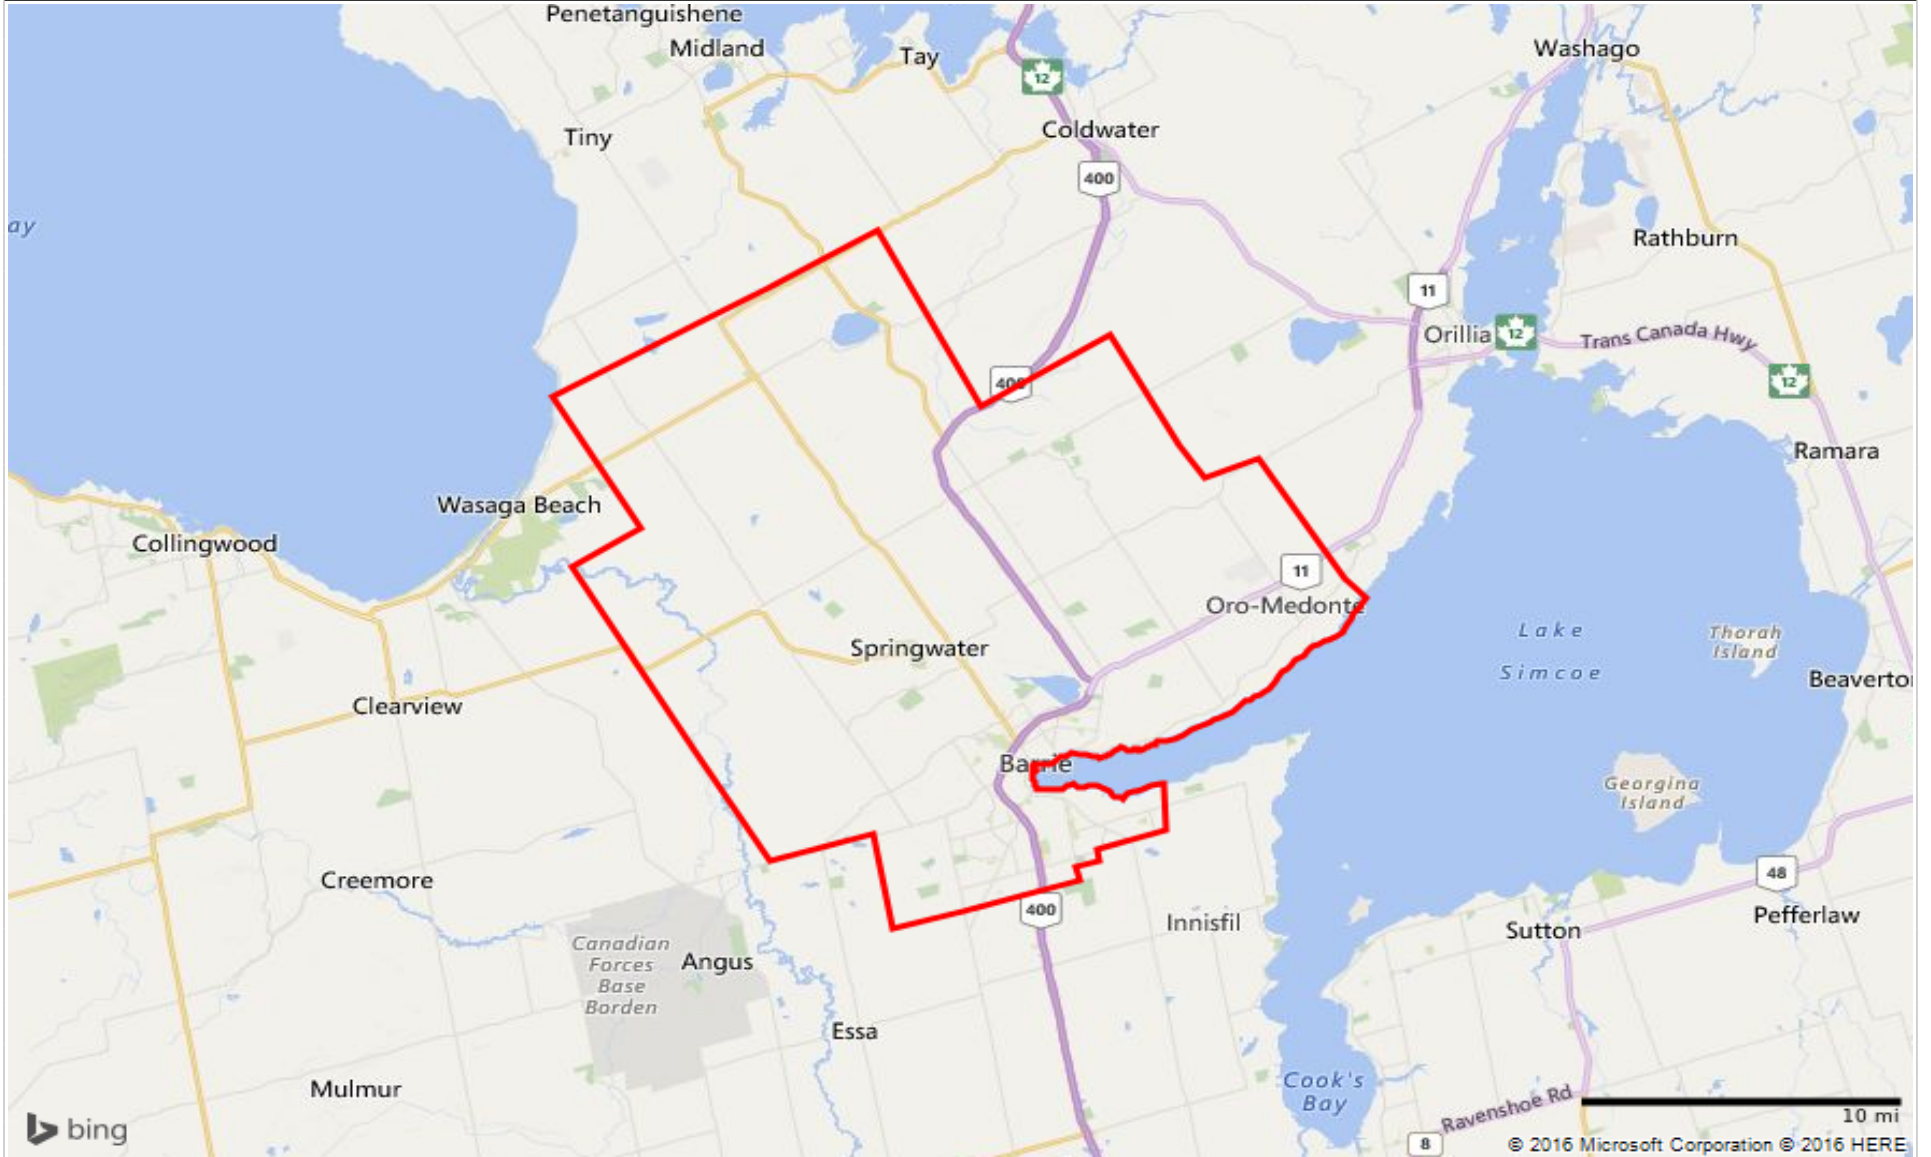 Penetanguishene
Midland
Tay
Washago
12
Tiny
Coldwater
400
ay
Rathburn
11
Orillia
12
Trans Canada Hwy
12
400
Ramara
Wasaga Beach
Collingwood
11
Oro-Medonte
Springwater
Lake
Simcoe
Thorah
Island
Beaverto
Clearview
Barrie
Georgina
Island
Creemore
48
400
Innisfil
Pefferlaw
Sutton
Canadian
Forces
Base
Borden
Angus
Essa
Mulmur
Cook's
Bay
Ravenshoe Rd
10 mi
bing
8
© 2016 Microsoft Corporation © 2016 HERE